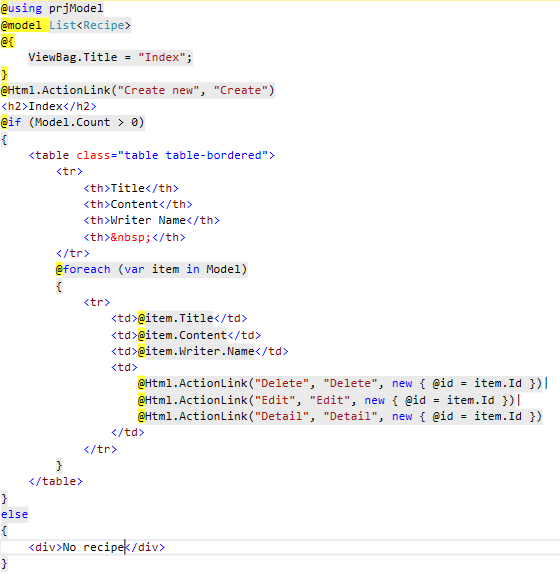 @using prjModel
@model List<Recipe>
@{
    ViewBag.Title = "Index";
}
@Html.ActionLink("Create new", "Create")
<h2>Index</h2>
@if (Model.Count > 0)
{
    <table class="table table-bordered">
        <tr>
            <th>Title</th>
            <th>Content</th>
            <th>Writer Name</th>
            <th>&nbsp;</th>
        </tr>
        @foreach (var item in Model)
        {
            <tr>
                <td>@item.Title</td>
                <td>@item.Content</td>
                <td>@item.Writer.Name</td>
                <td>
                    @Html.ActionLink("Delete", "Delete", new { @id = item.Id })|
                    @Html.ActionLink("Edit", "Edit", new { @id = item.Id })|
                    @Html.ActionLink("Detail", "Detail", new { @id = item.Id })
                </td>
            </tr>
        }
    </table>
}
else
{
    <div>No recipe</div>
}